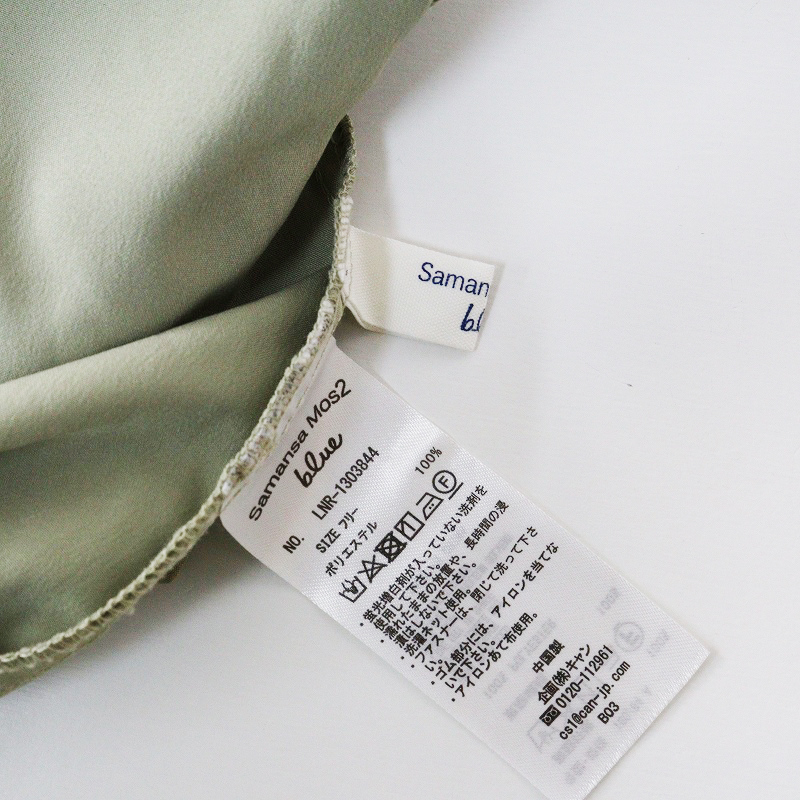 Saman
bl
Samansa Mos2
blue
NO. LNR-1303844
SIZE フリー
ポリエステル 100%
・蛍光増白剤が入っていない洗剤を
使用して下さい。
・濡れたままの放置や、長時間の浸
漬はしないで下さい。
・洗濯ネット使用。
・ファスナーは、閉じて洗って下さ
い。
・ゴム部分には、アイロンを当てな
いで下さい。
・アイロンあて布使用。
中国製
企画(株)キャン
0120-112961
cs1@can-jp.com
B03